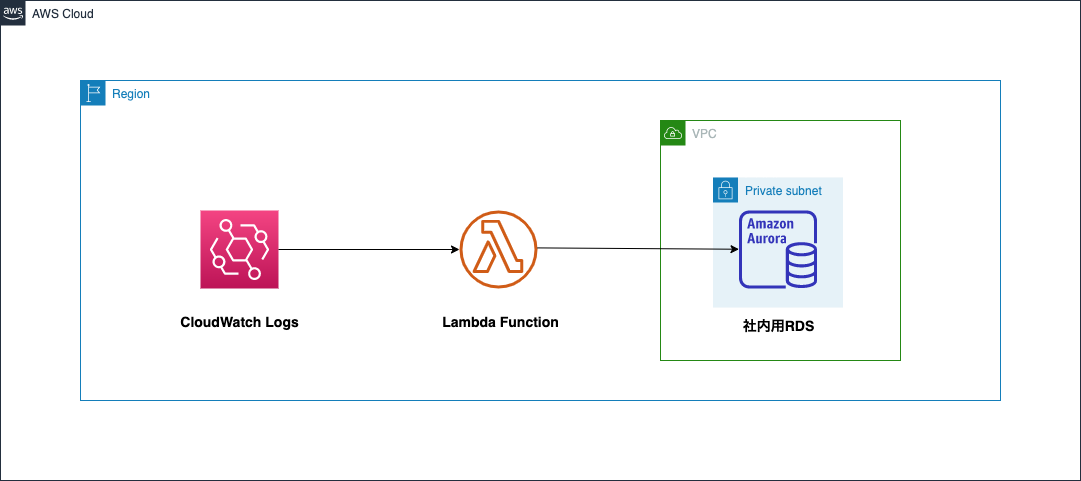 aws
AWS Cloud
Region
VPC
Private subnet
Amazon
Aurora
CloudWatch Logs
Lambda Function
社内用RDS